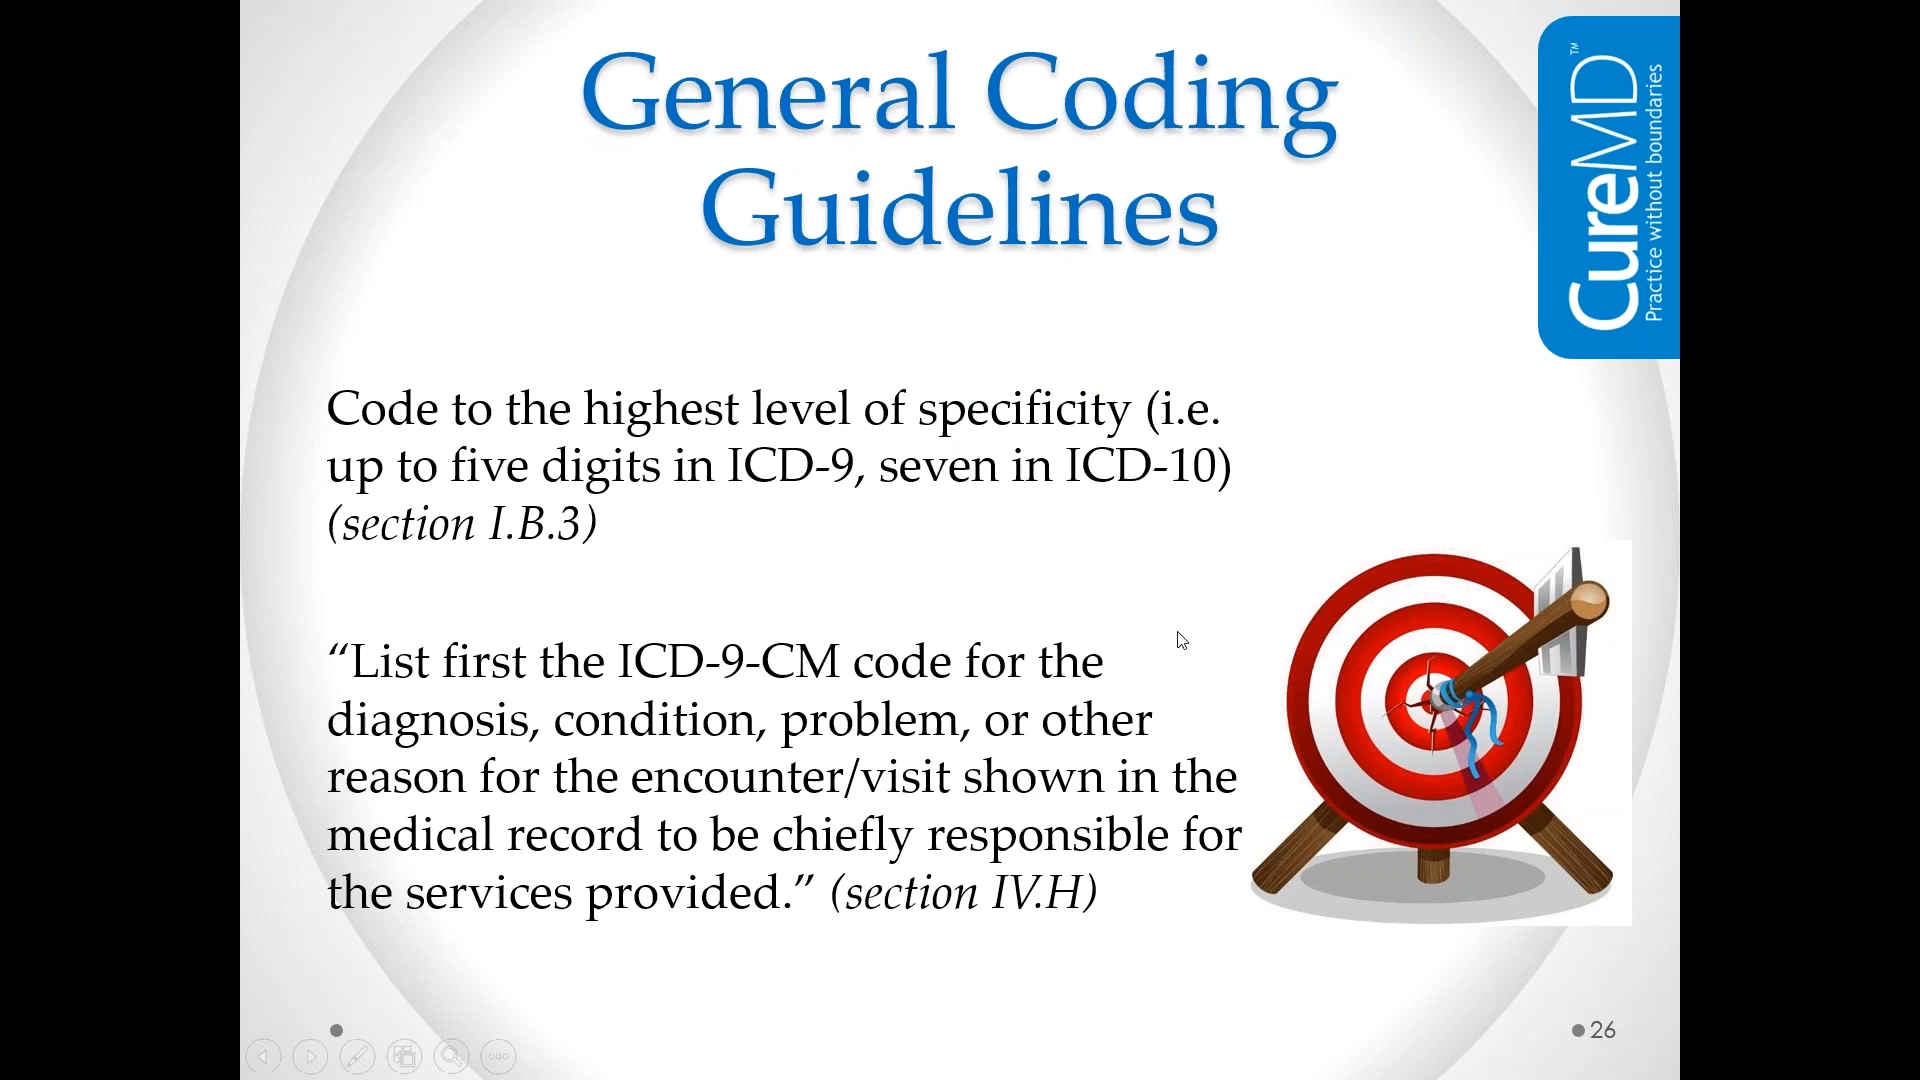 General Coding
Guidelines
CureMD™
Practice without boundaries
Code to the highest level of specificity (i.e.
up to five digits in ICD-9, seven in ICD-10)
(section I.B.3)
“List first the ICD-9-CM code for the
diagnosis, condition, problem, or other
reason for the encounter/visit shown in the
medical record to be chiefly responsible for
the services provided.” (section IV.H)
26